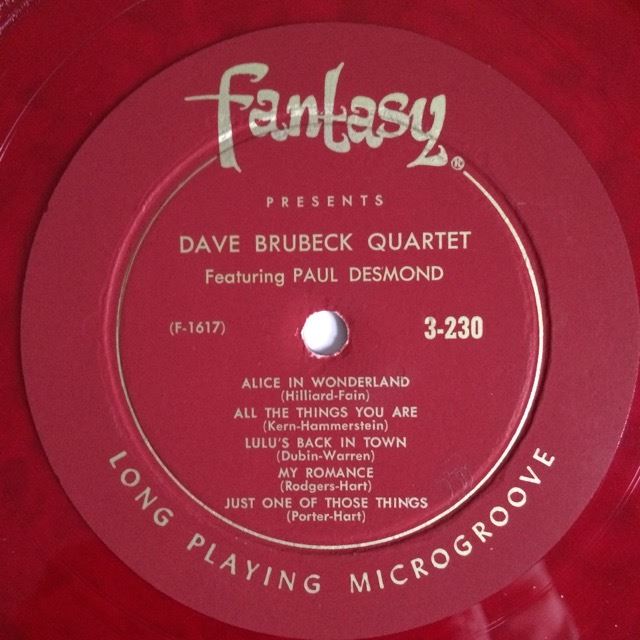 Fantasy®
PRESENTS
DAVE BRUBECK QUARTET
Featuring PAUL DESMOND
(F-1617) 3-230
ALICE IN WONDERLAND
(Hilliard-Fain)
ALL THE THINGS YOU ARE
(Kern-Hammerstein)
LULU'S BACK IN TOWN
(Dubin-Warren)
MY ROMANCE
(Rodgers-Hart)
JUST ONE OF THOSE THINGS
(Porter-Hart)
LONG PLAYING MICROGROOVE